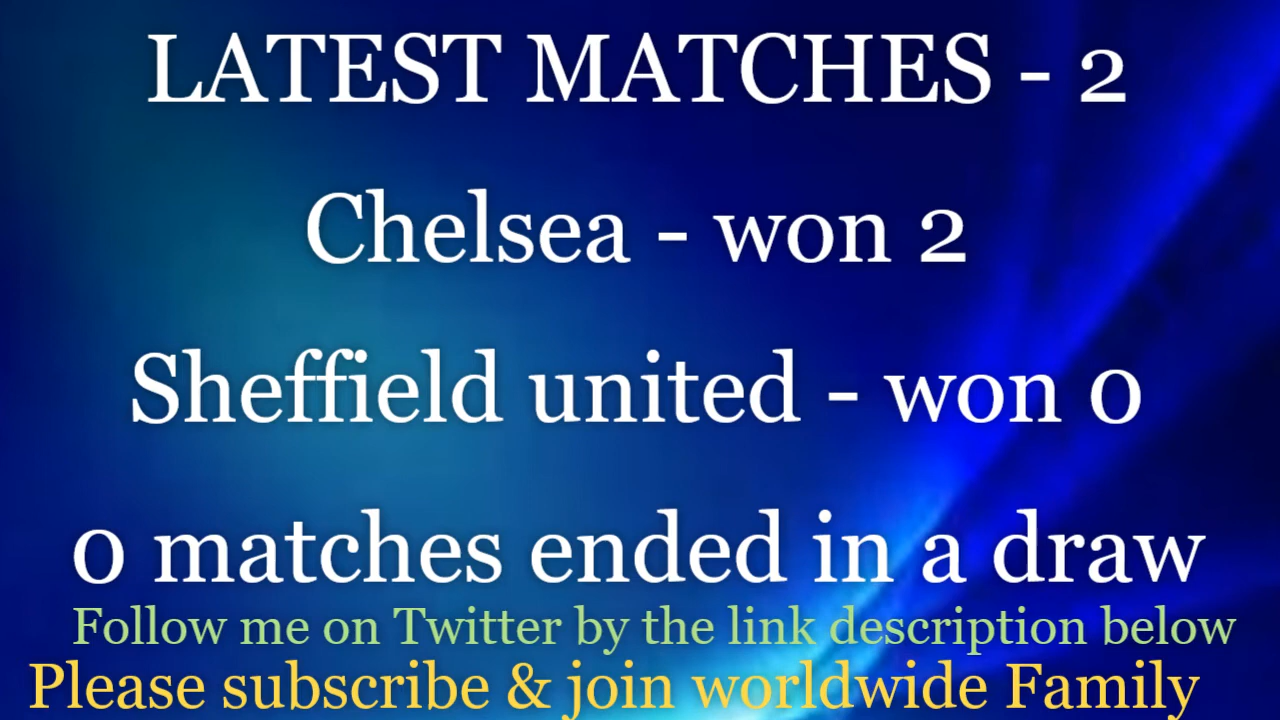 LATEST MATCHES - 2
Chelsea - won 2
Sheffield united - won 0
0 matches ended in a draw
Follow me on Twitter by the link description below
Please subscribe & join worldwide Family